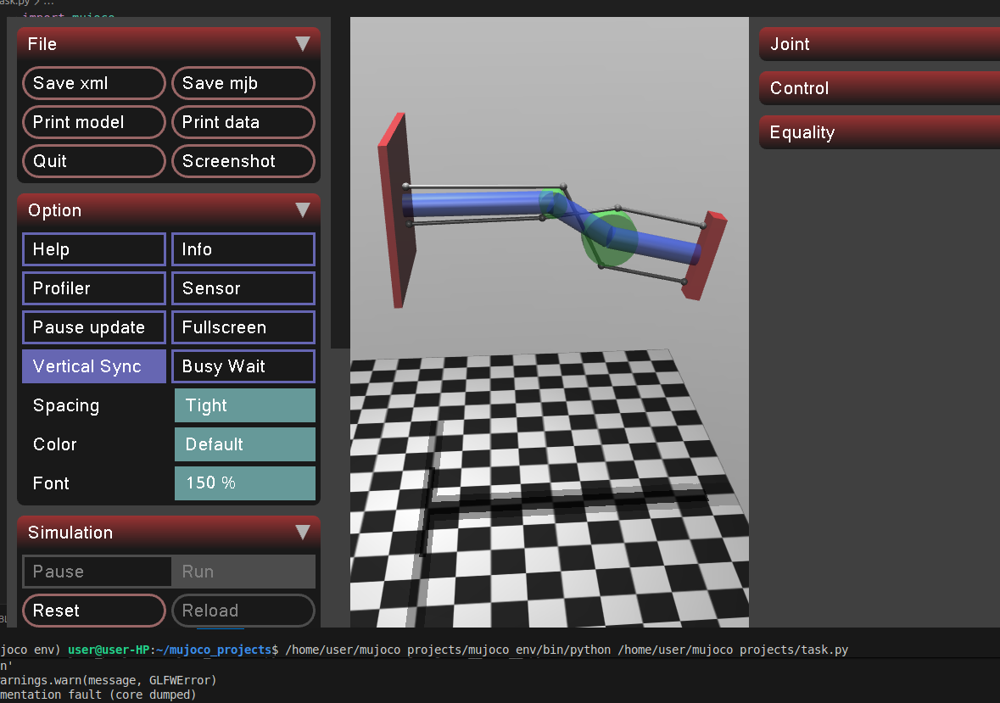 ask.py > ...
import mujoco
File
Save xml Save mjb
Print model Print data
Quit Screenshot
Option
Help Info
Profiler Sensor
Pause update Fullscreen
Vertical Sync Busy Wait
Spacing Tight
Color Default
Font 150 %
Simulation
Pause Run
Reset Reload
Joint
Control
Equality
BL
joco env) user@user-HP:~/mujoco_projects$ /home/user/mujoco projects/mujoco env/bin/python /home/user/mujoco projects/task.py
n'
arnings.warn(message, GLFWError)
mentation fault (core dumped)